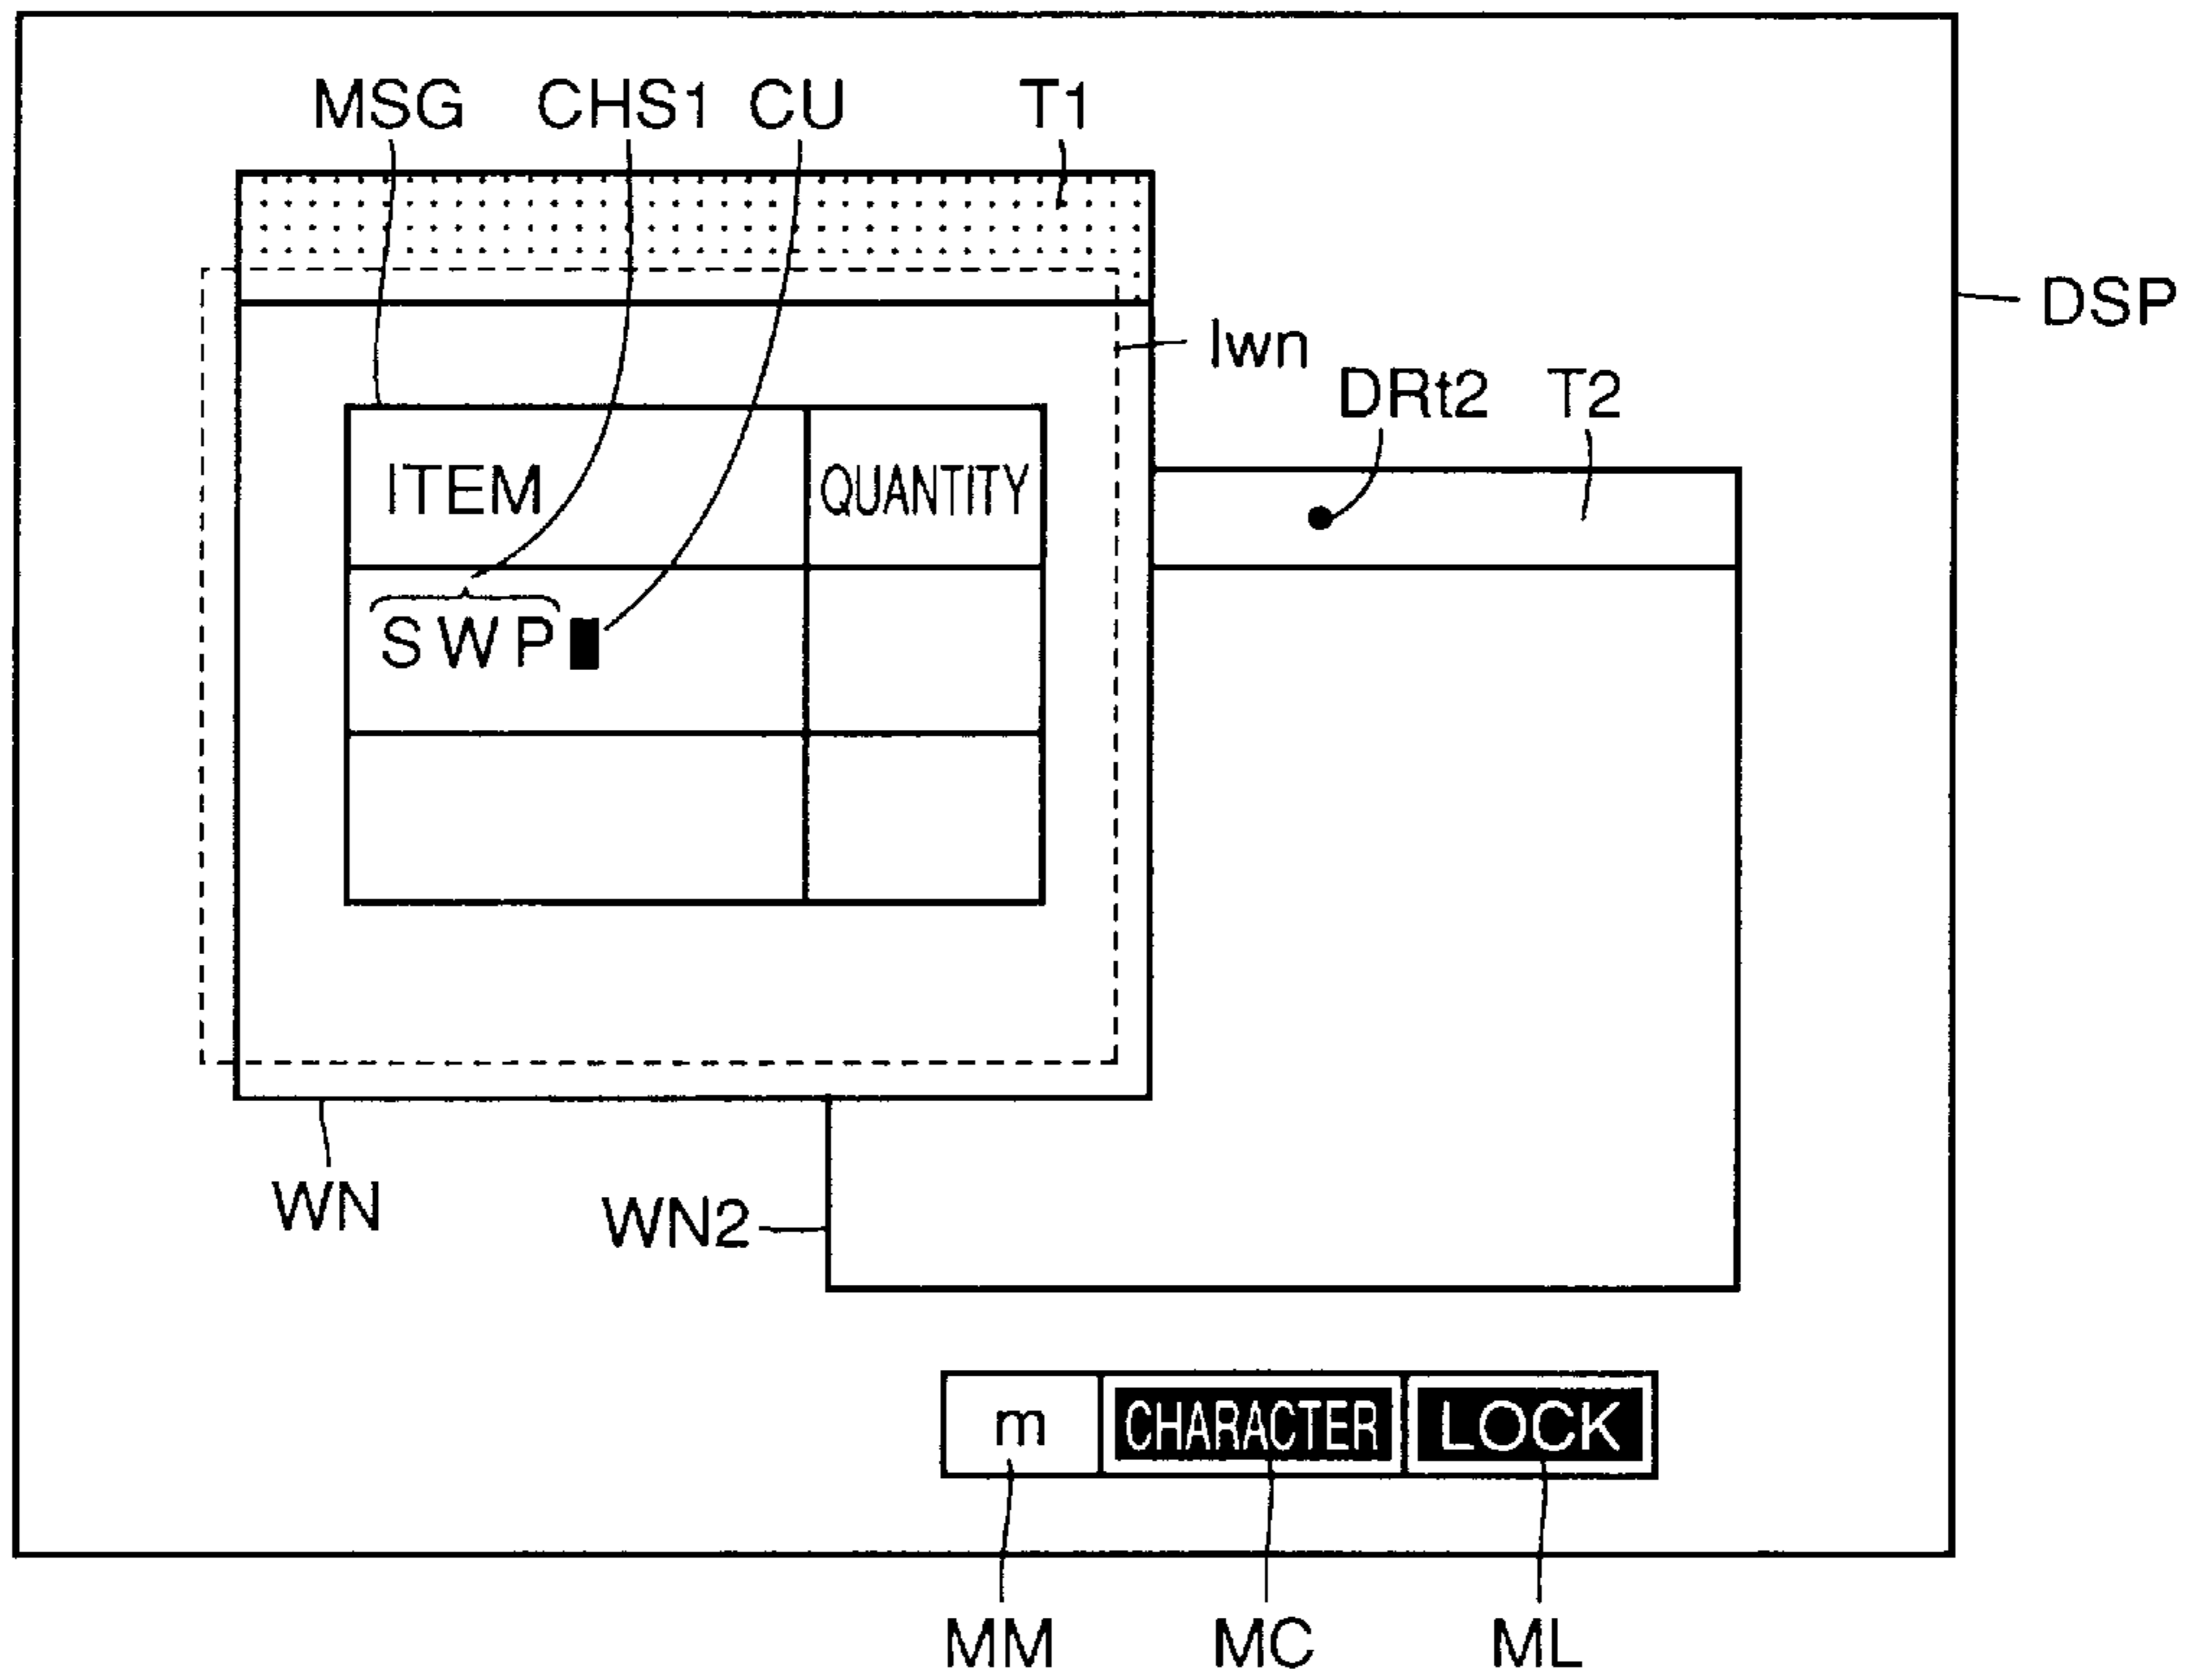 MSG CHS1 CU T1
DSP
Iwn
DRt2 T2
ITEM QUANTITY
SWP
WN
WN2
m CHARACTER LOCK
MM MC ML